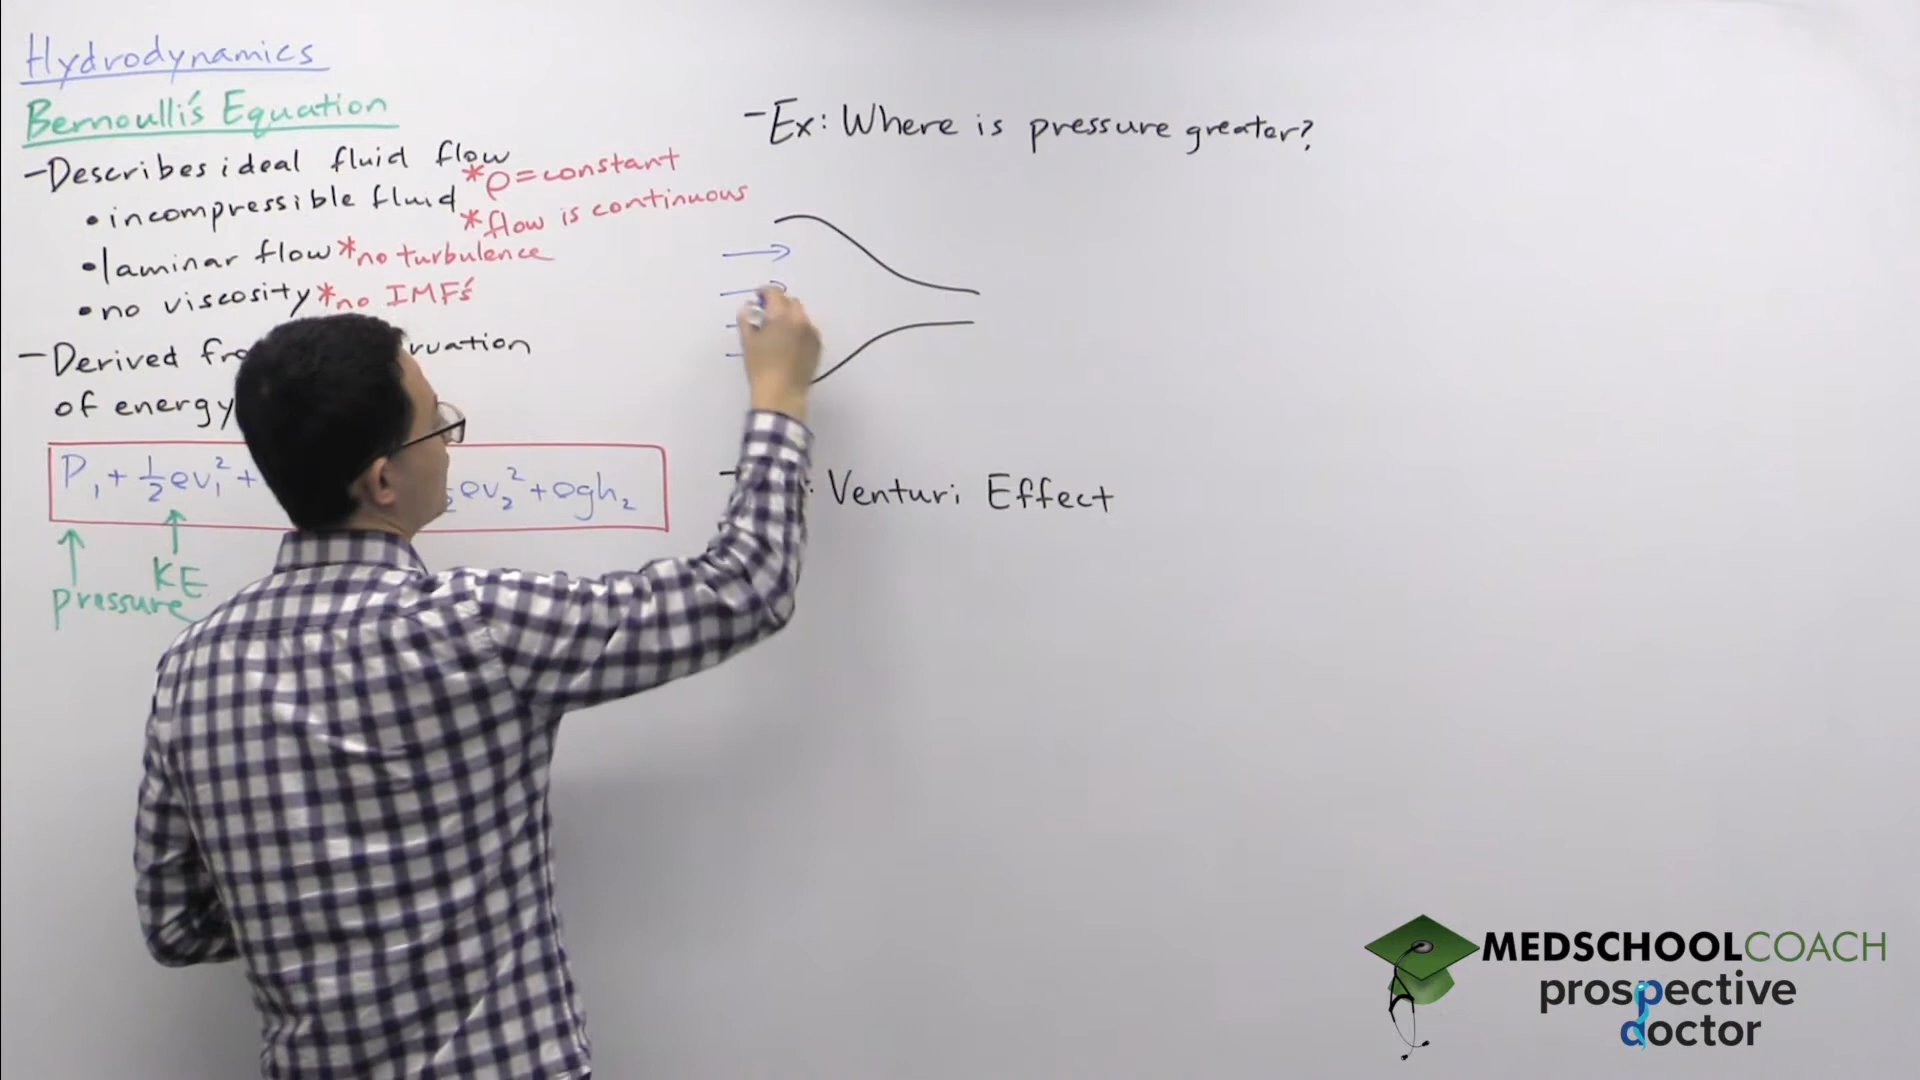 Hydrodynamics
Bernoulli's Equation
-Describes ideal fluid flow
•incompressible fluid *ρ=constant
*flow is continuous
•laminar flow *no turbulence
•no viscosity *no IMFs
-Derived
of energy
P₁+½ρv₁²+ ρv₂²+ρgh₂
KE
pressure
-Ex: Where is pressure greater?
Venturi Effect
MEDSCHOOLCOACH
prospective
doctor